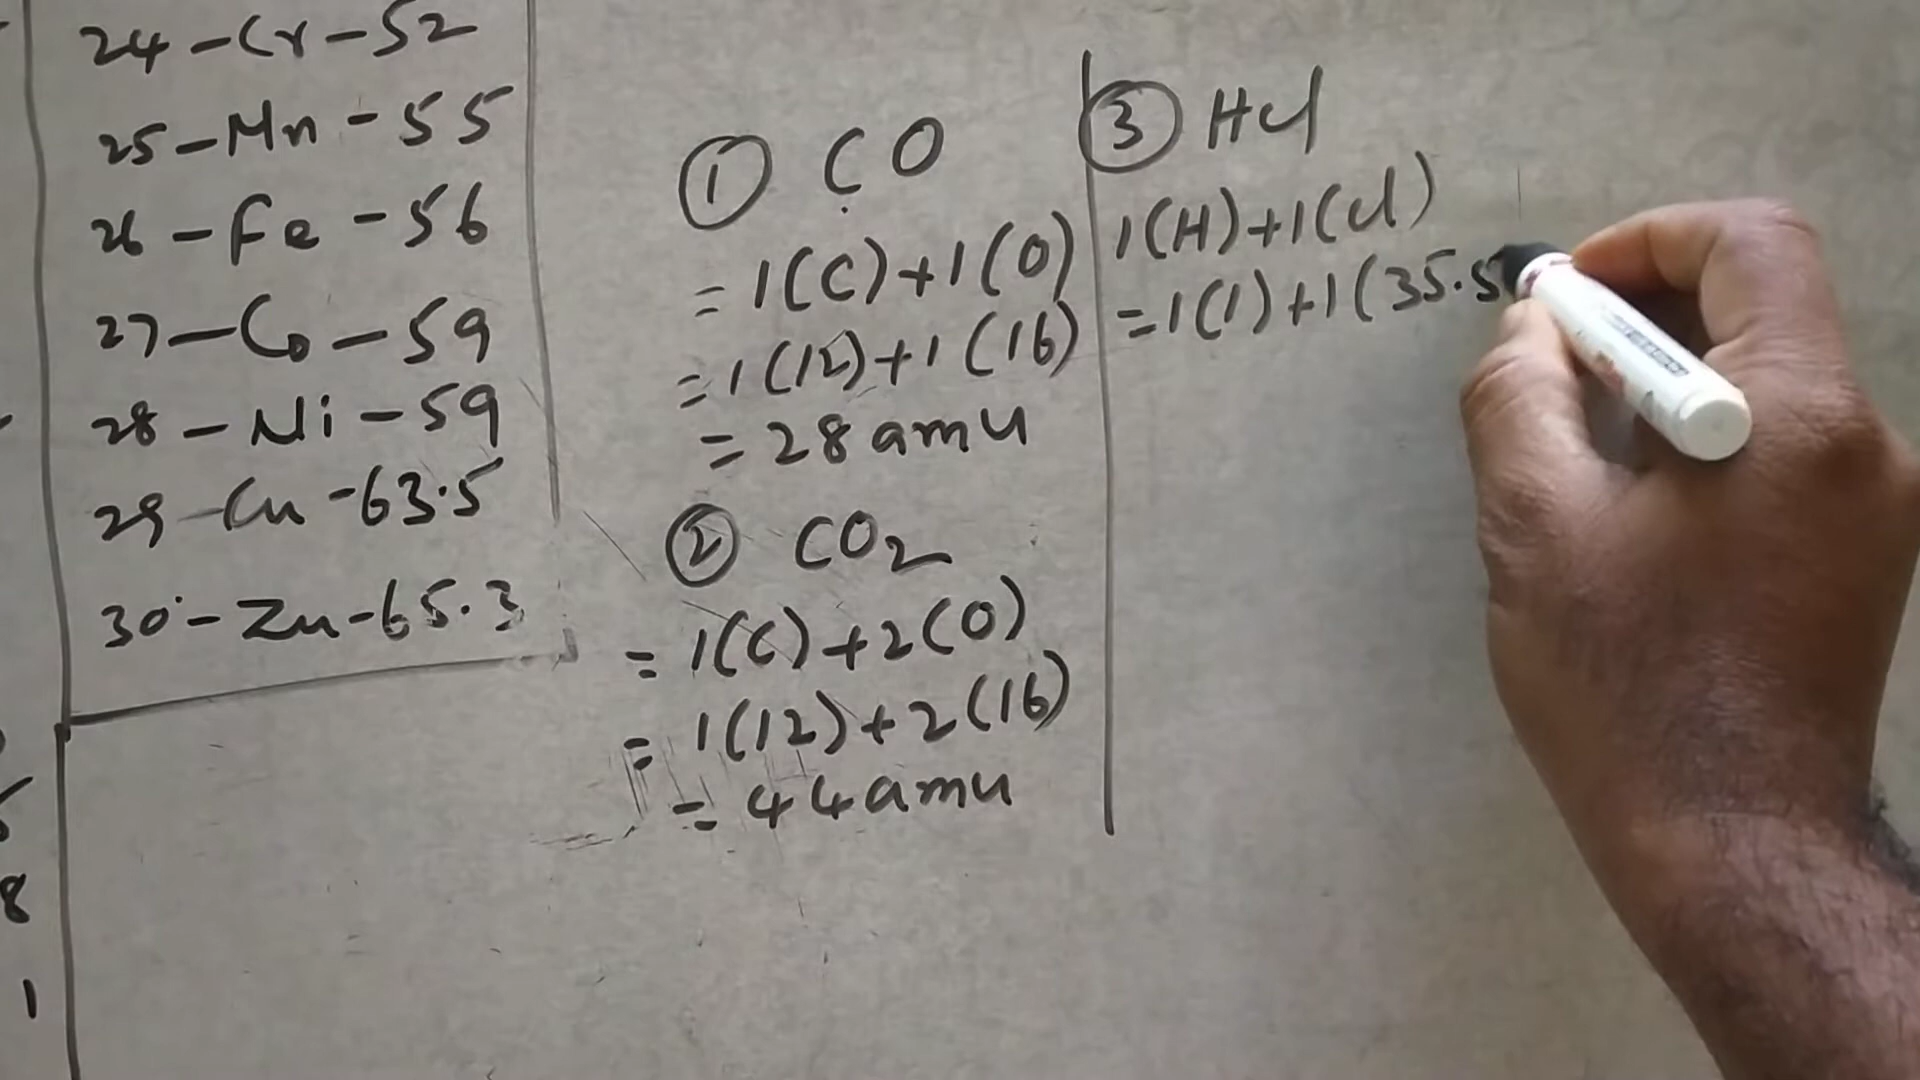 24 - Cr - 52
25 - Mn - 55
26 - Fe - 56
27 - Co - 59
28 - Ni - 59
29 - Cu - 63.5
30 - Zn - 65.3
8
1
① CO
= 1(C) + 1(O)
= 1(12) + 1(16)
= 28 amu
② CO2
= 1(C) + 2(O)
= 1(12) + 2(16)
= 44 amu
③ HCl
1(H) + 1(Cl)
= 1(1) + 1(35.5